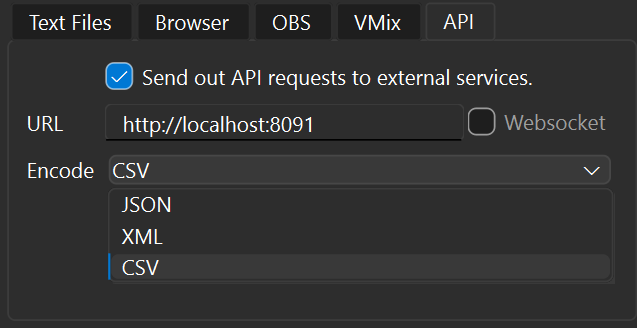 Text Files Browser OBS VMix API
Send out API requests to external services.
URL http://localhost:8091 Websocket
Encode CSV
JSON
XML
CSV